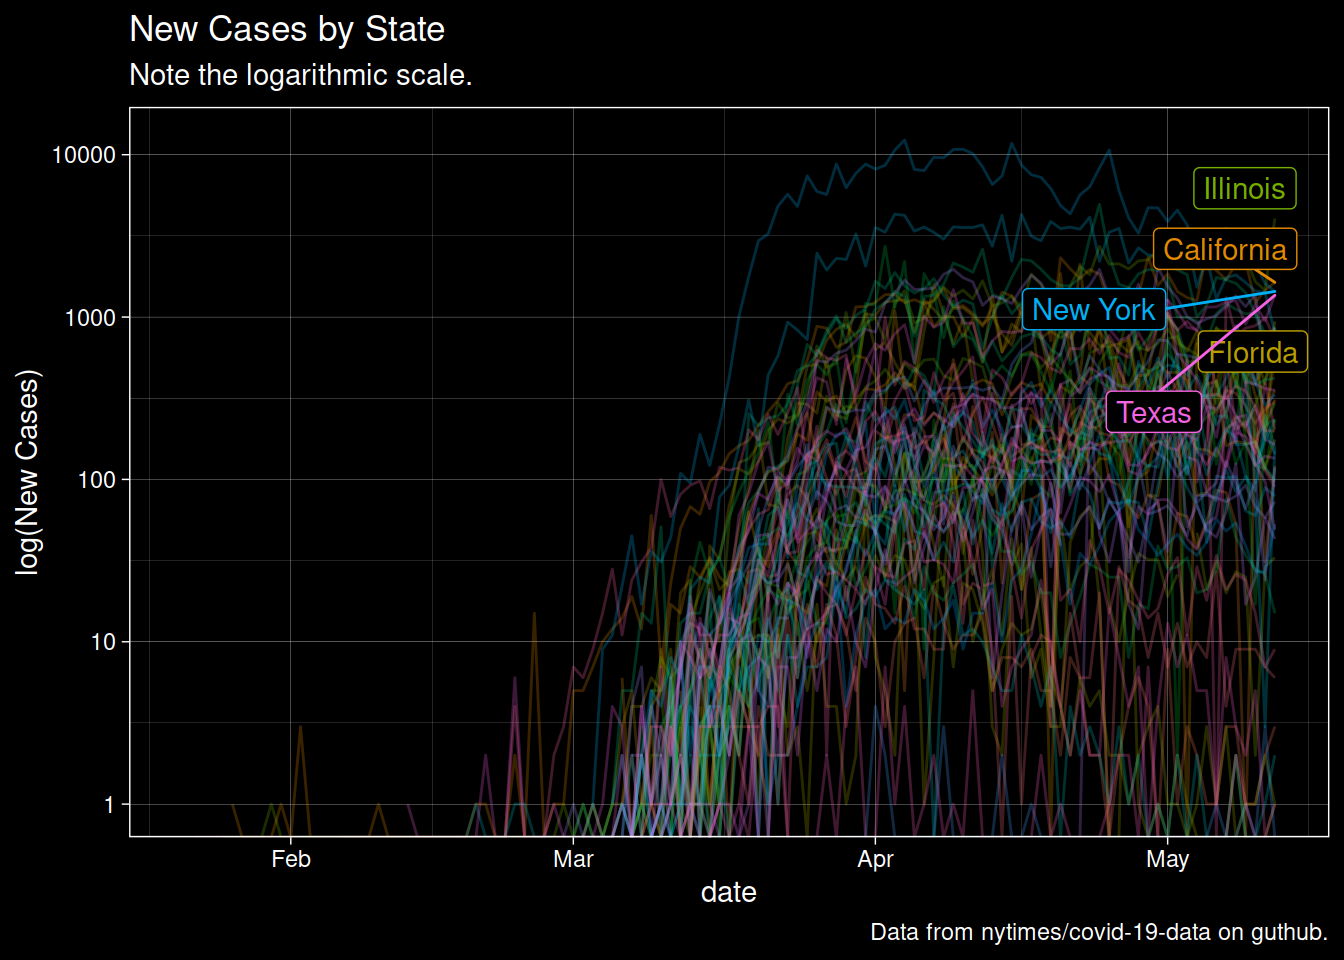 New Cases by State
Note the logarithmic scale.
log(New Cases)
10000
1000
100
10
1
Illinois
California
New York
Florida
Texas
Feb
Mar
Apr
May
date
Data from nytimes/covid-19-data on guthub.